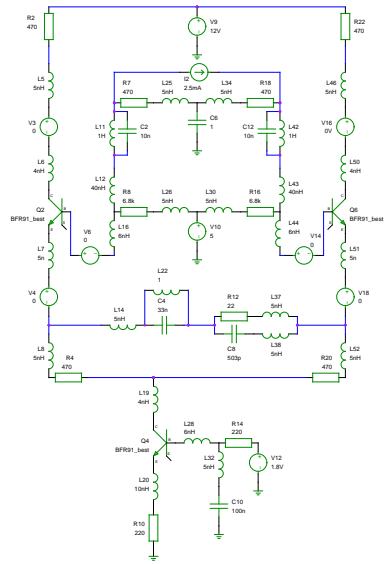 R2
470
V9
12V
R22
470
I2
2.5mA
L5
5nH
R7
470
L25
5nH
L34
5nH
R18
470
L46
5nH
V3
0
L11
1H
C2
10n
C6
1
C12
10n
L42
1H
V16
0V
L6
4nH
L12
40nH
L43
40nH
L50
4nH
R8
6.8k
L26
5nH
L30
5nH
R16
6.8k
Q2
BFR91_best
Q6
BFR91_best
L16
6nH
V10
5
L44
6nH
V6
0
V14
0
L7
5n
L51
5n
L22
1
V4
0
V18
0
C4
33n
R12
22
L37
5nH
L14
5nH
C8
503p
L38
5nH
L8
5nH
R4
470
R20
470
L52
5nH
L19
4nH
Q4
BFR91_best
L28
6nH
R14
220
L32
5nH
V12
1.8V
L20
10nH
C10
100n
R10
220